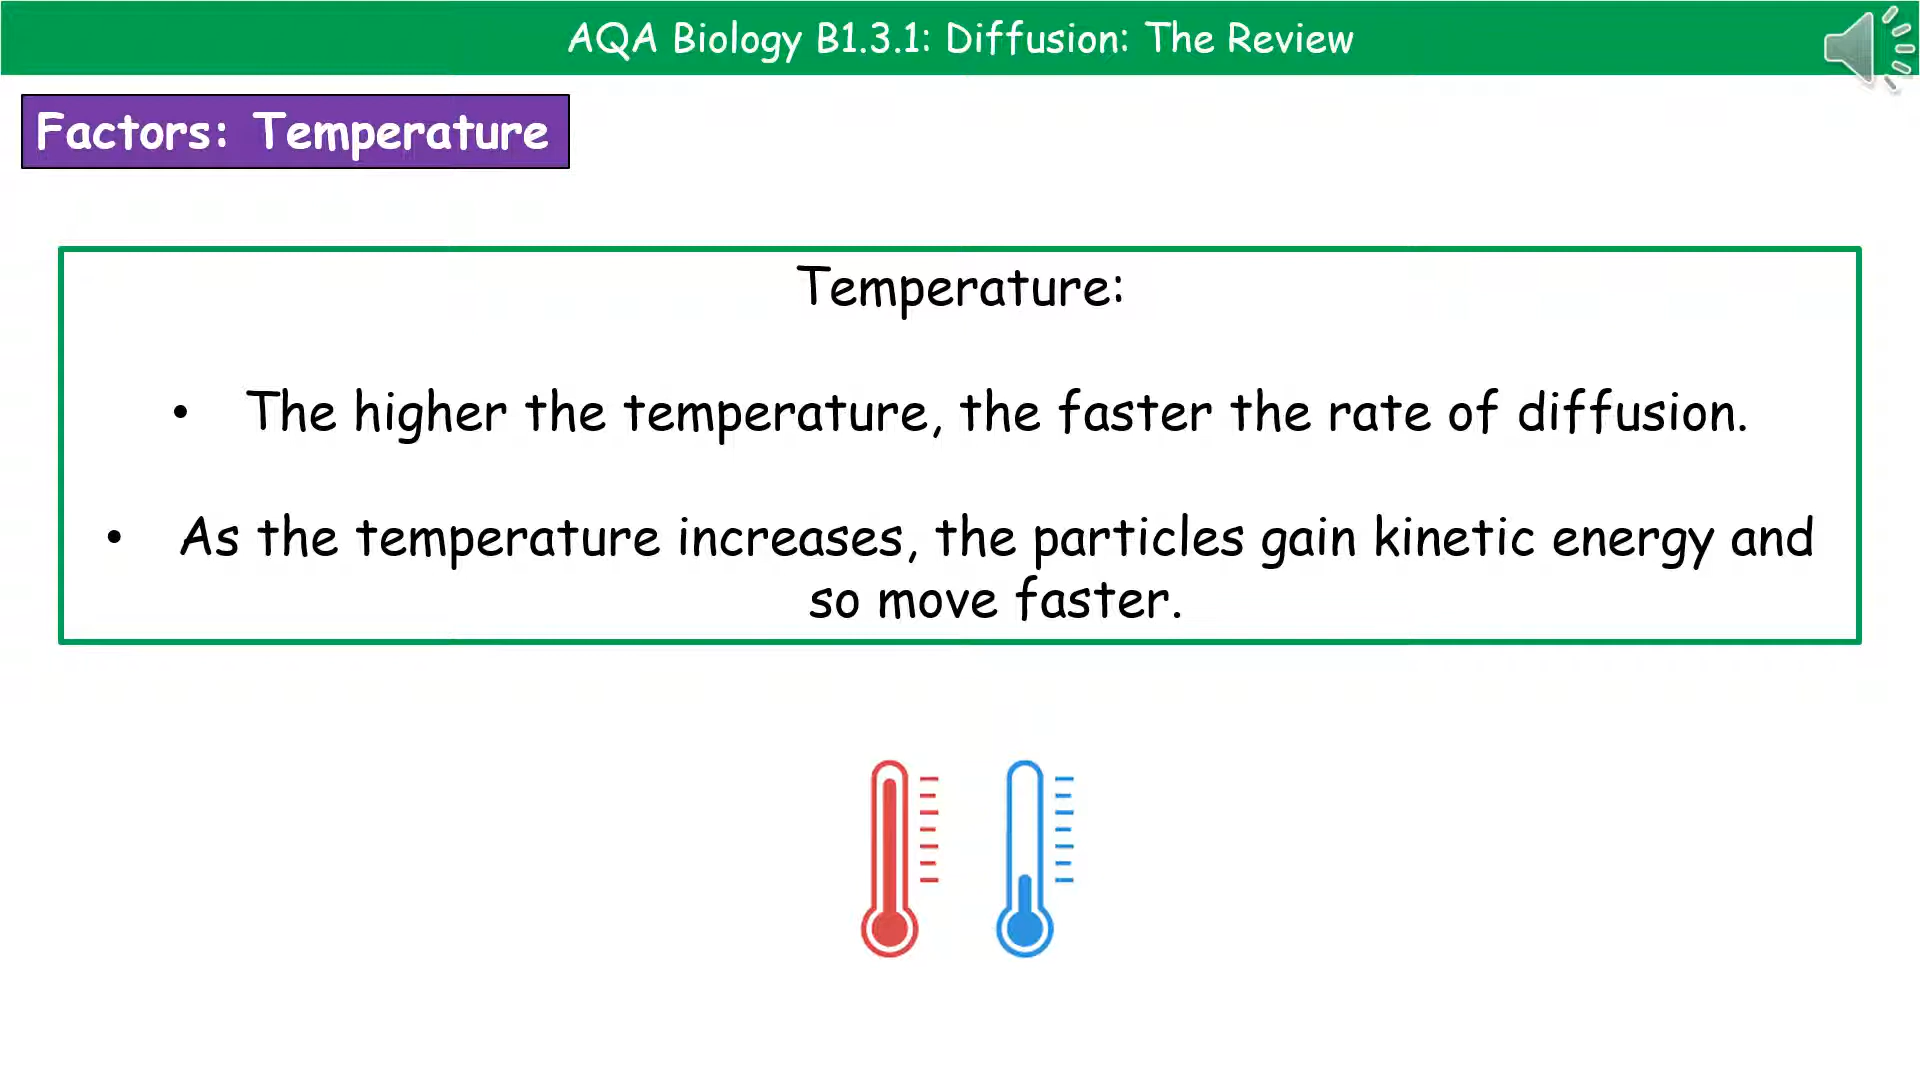 AQA Biology B1.3.1: Diffusion: The Review
Factors: Temperature
Temperature:
• The higher the temperature, the faster the rate of diffusion.
• As the temperature increases, the particles gain kinetic energy and
so move faster.